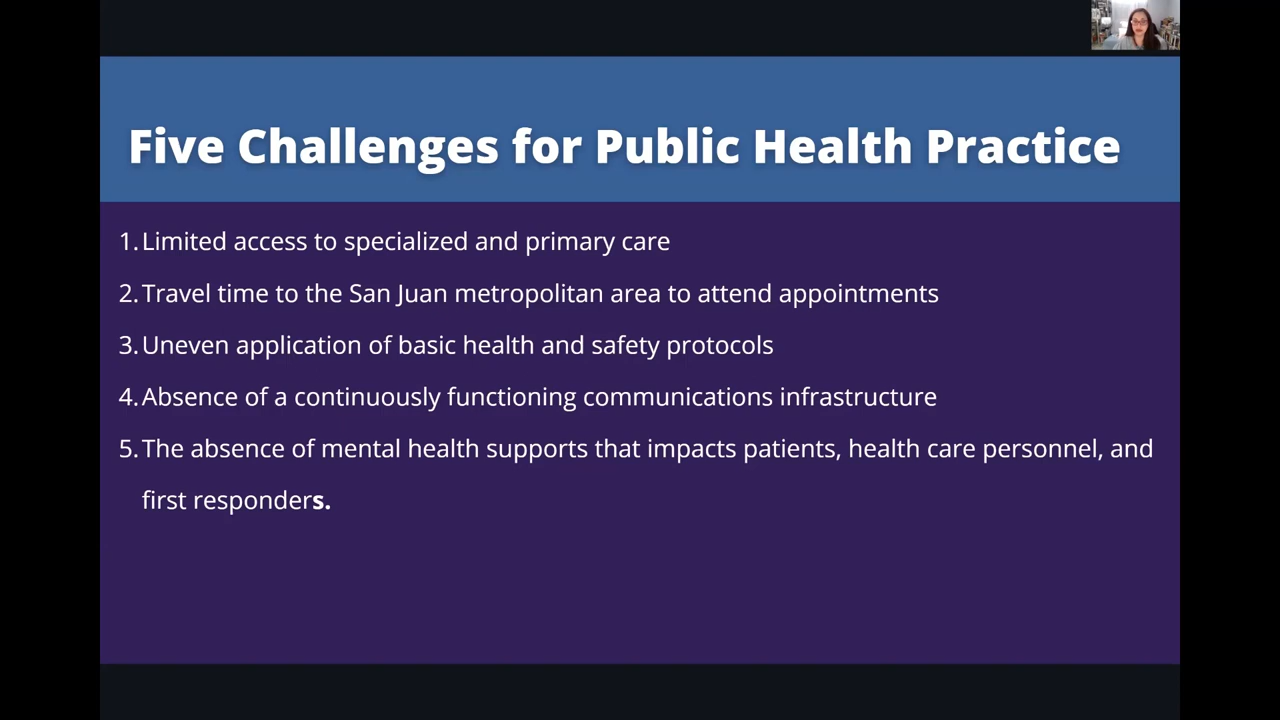 Five Challenges for Public Health Practice
1. Limited access to specialized and primary care
2. Travel time to the San Juan metropolitan area to attend appointments
3. Uneven application of basic health and safety protocols
4. Absence of a continuously functioning communications infrastructure
5. The absence of mental health supports that impacts patients, health care personnel, and
first responders.